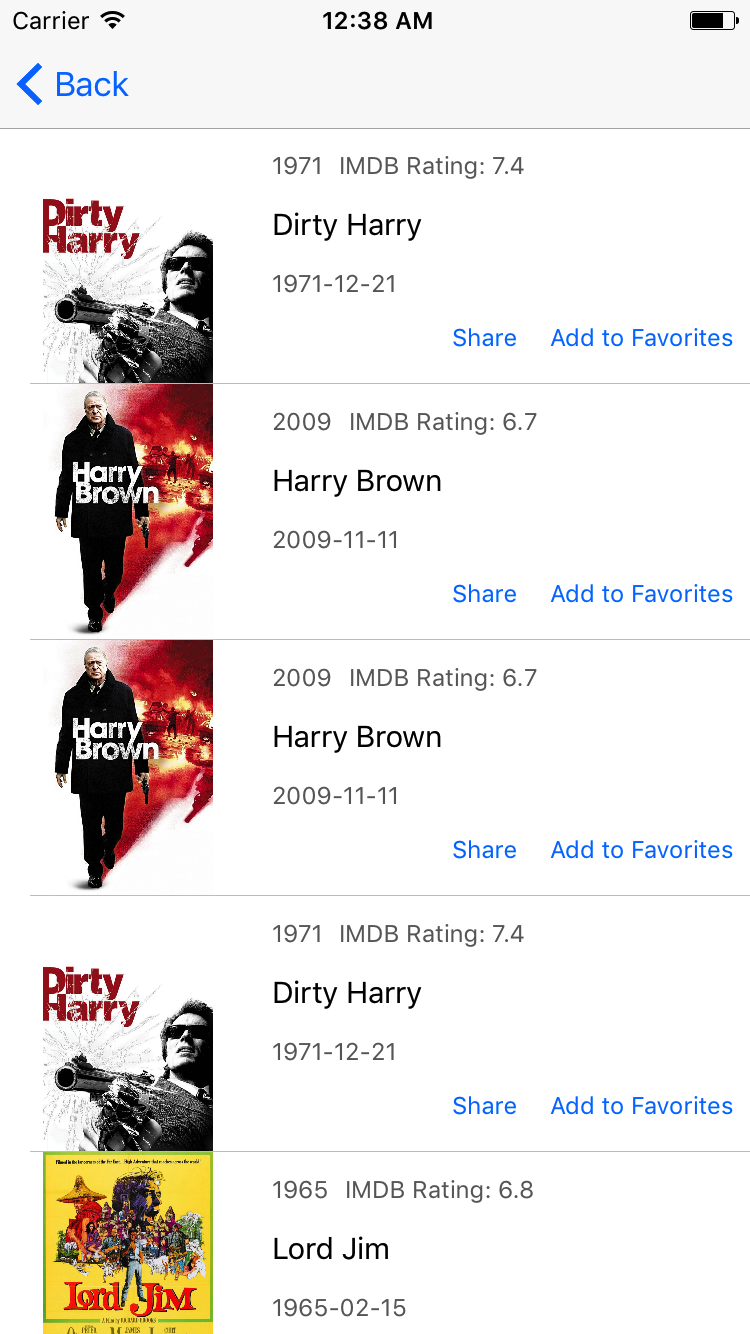 Carrier 12:38 AM
Back
1971 IMDB Rating: 7.4
Dirty
Harry
Dirty Harry
1971-12-21
Share Add to Favorites
2009 IMDB Rating: 6.7
Harry
Brown
Harry Brown
2009-11-11
Share Add to Favorites
2009 IMDB Rating: 6.7
Harry
Brown
Harry Brown
2009-11-11
Share Add to Favorites
1971 IMDB Rating: 7.4
Dirty
Harry
Dirty Harry
1971-12-21
Share Add to Favorites
1965 IMDB Rating: 6.8
Lord Jim
Lord Jim
A Film by RICHARD BROOKS
1965-02-15